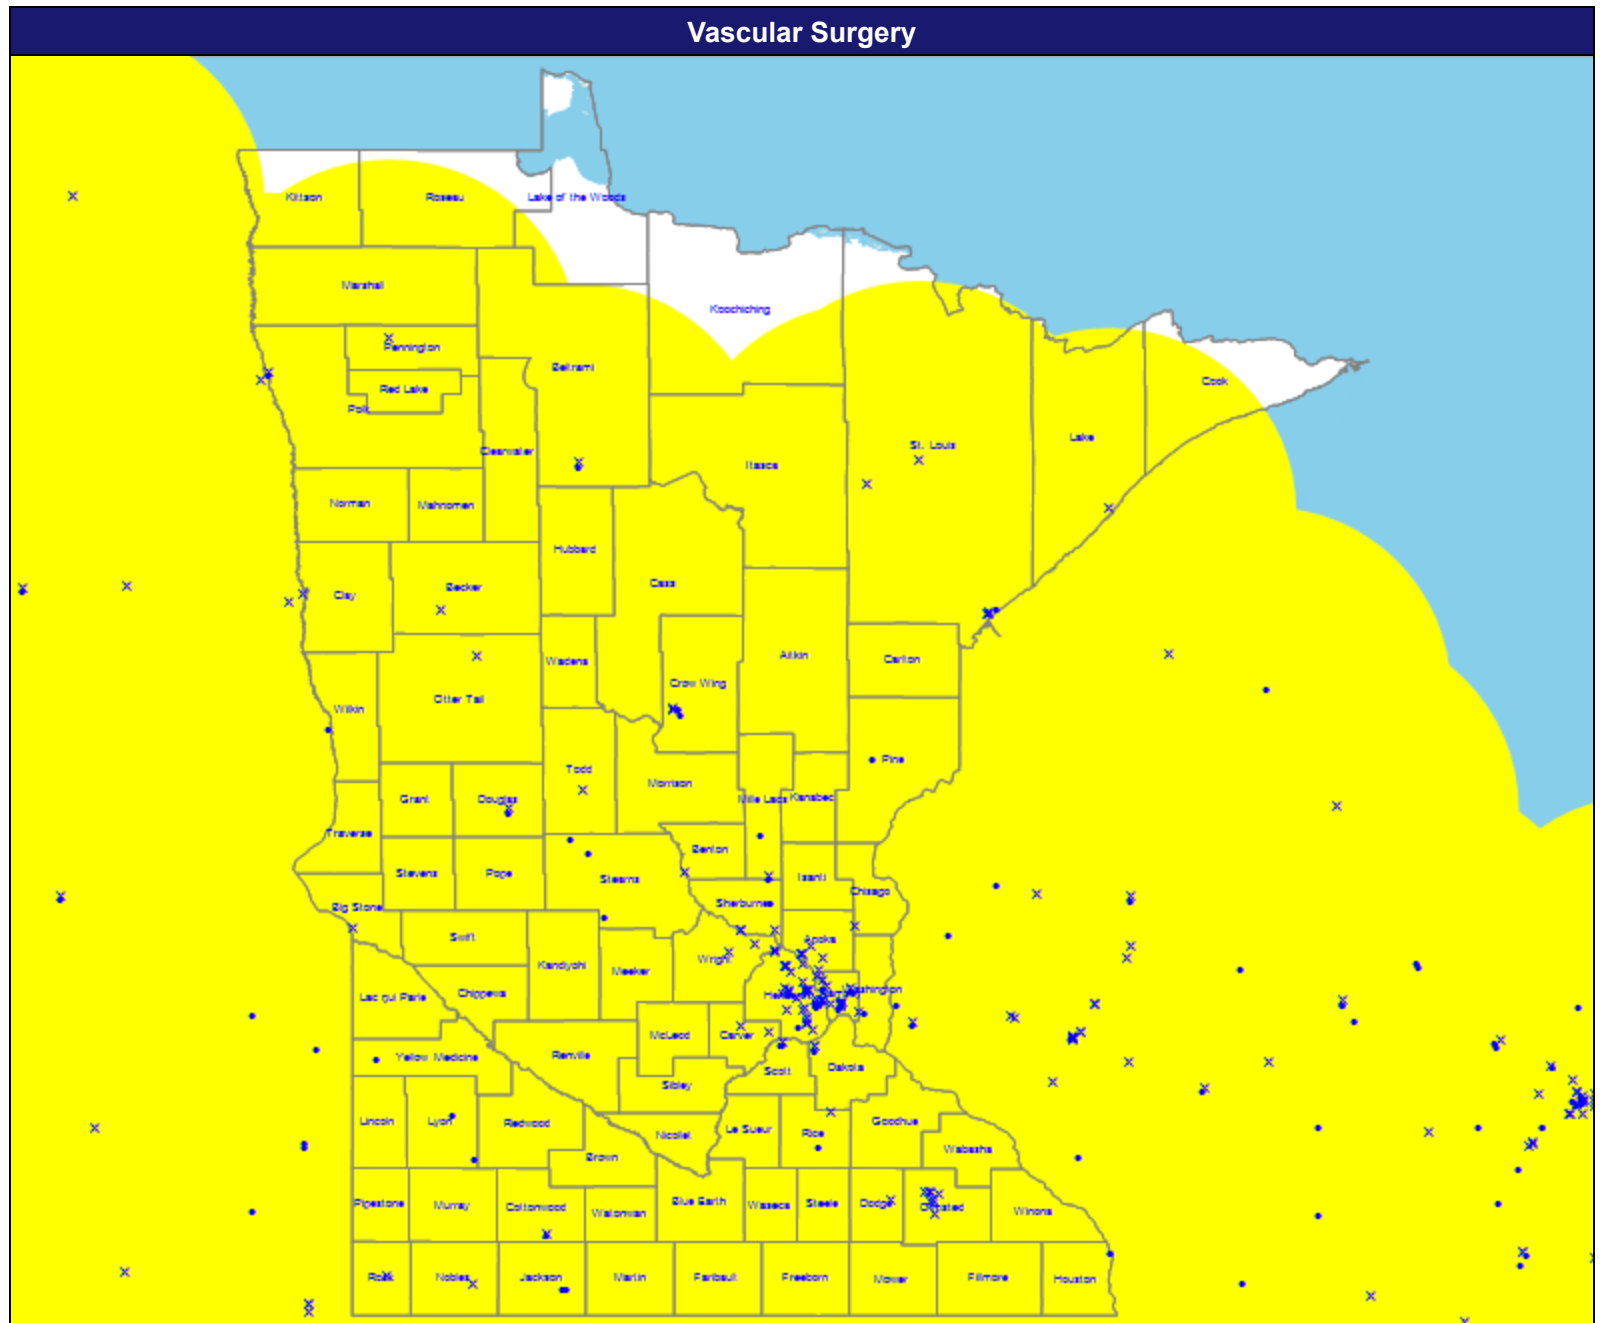 Vascular Surgery
Kittson
Roseau
Lake of the Woods
Marshall
Koochiching
Pennington
Beltrami
Red Lake
Cook
Polk
Lake
St. Louis
Clearwater
Itasca
Norman
Mahnomen
Hubbard
Cass
Becker
Clay
Aitkin
Carlton
Wadena
Crow Wing
Otter Tail
Wilkin
Pine
Todd
Morrison
Grant
Douglas
Mille Lacs
Kanabec
Traverse
Benton
Stevens
Pope
Stearns
Isanti
Chisago
Big Stone
Sherburne
Swift
Anoka
Wright
Kandiyohi
Meeker
Chippewa
Washington
Lac qui Parle
McLeod
Carver
Yellow Medicine
Renville
Scott
Dakota
Sibley
Lincoln
Lyon
Redwood
Le Sueur
Rice
Goodhue
Nicollet
Wabasha
Brown
Pipestone
Murray
Cottonwood
Watonwan
Blue Earth
Waseca
Steele
Dodge
Olmsted
Winona
Rock
Nobles
Jackson
Martin
Faribault
Freeborn
Mower
Fillmore
Houston